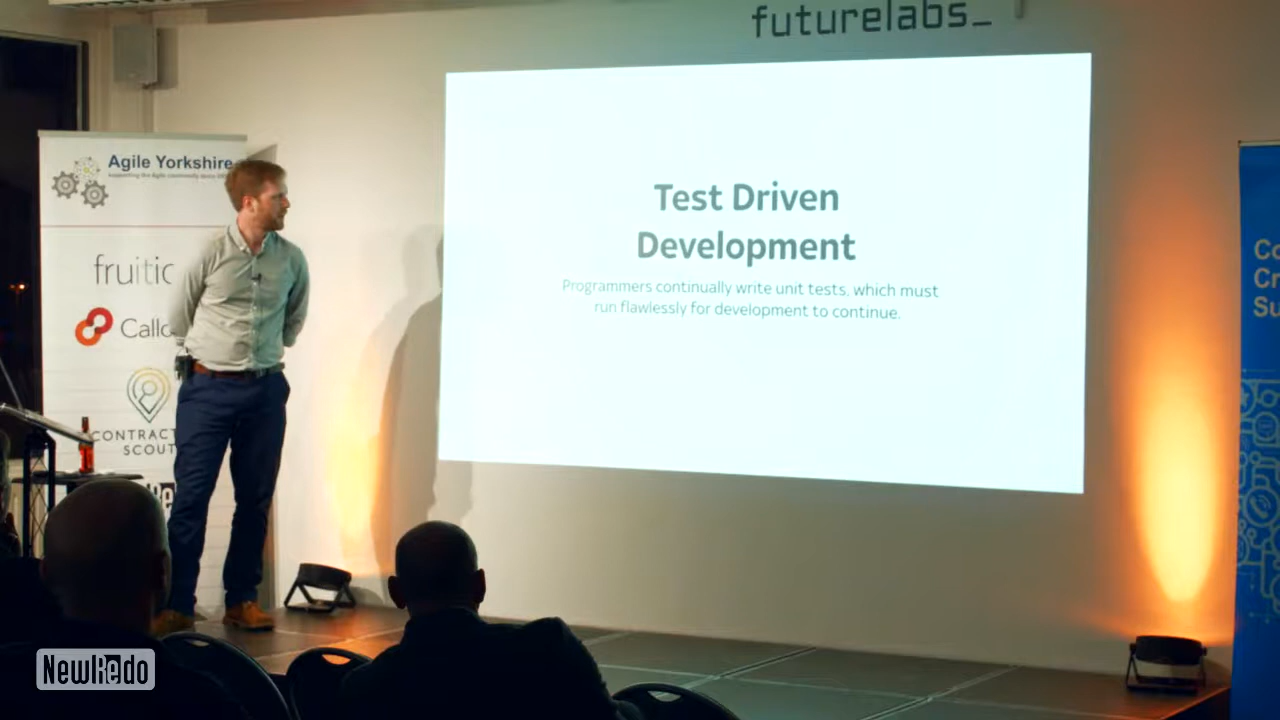 futurelabs_
Agile Yorkshire
Test Driven
Development
Programmers continually write unit tests, which must
run flawlessly for development to continue.
fruitic
Callc
CONTRACT
SCOUT
Co
Cr
Su
NewRedo